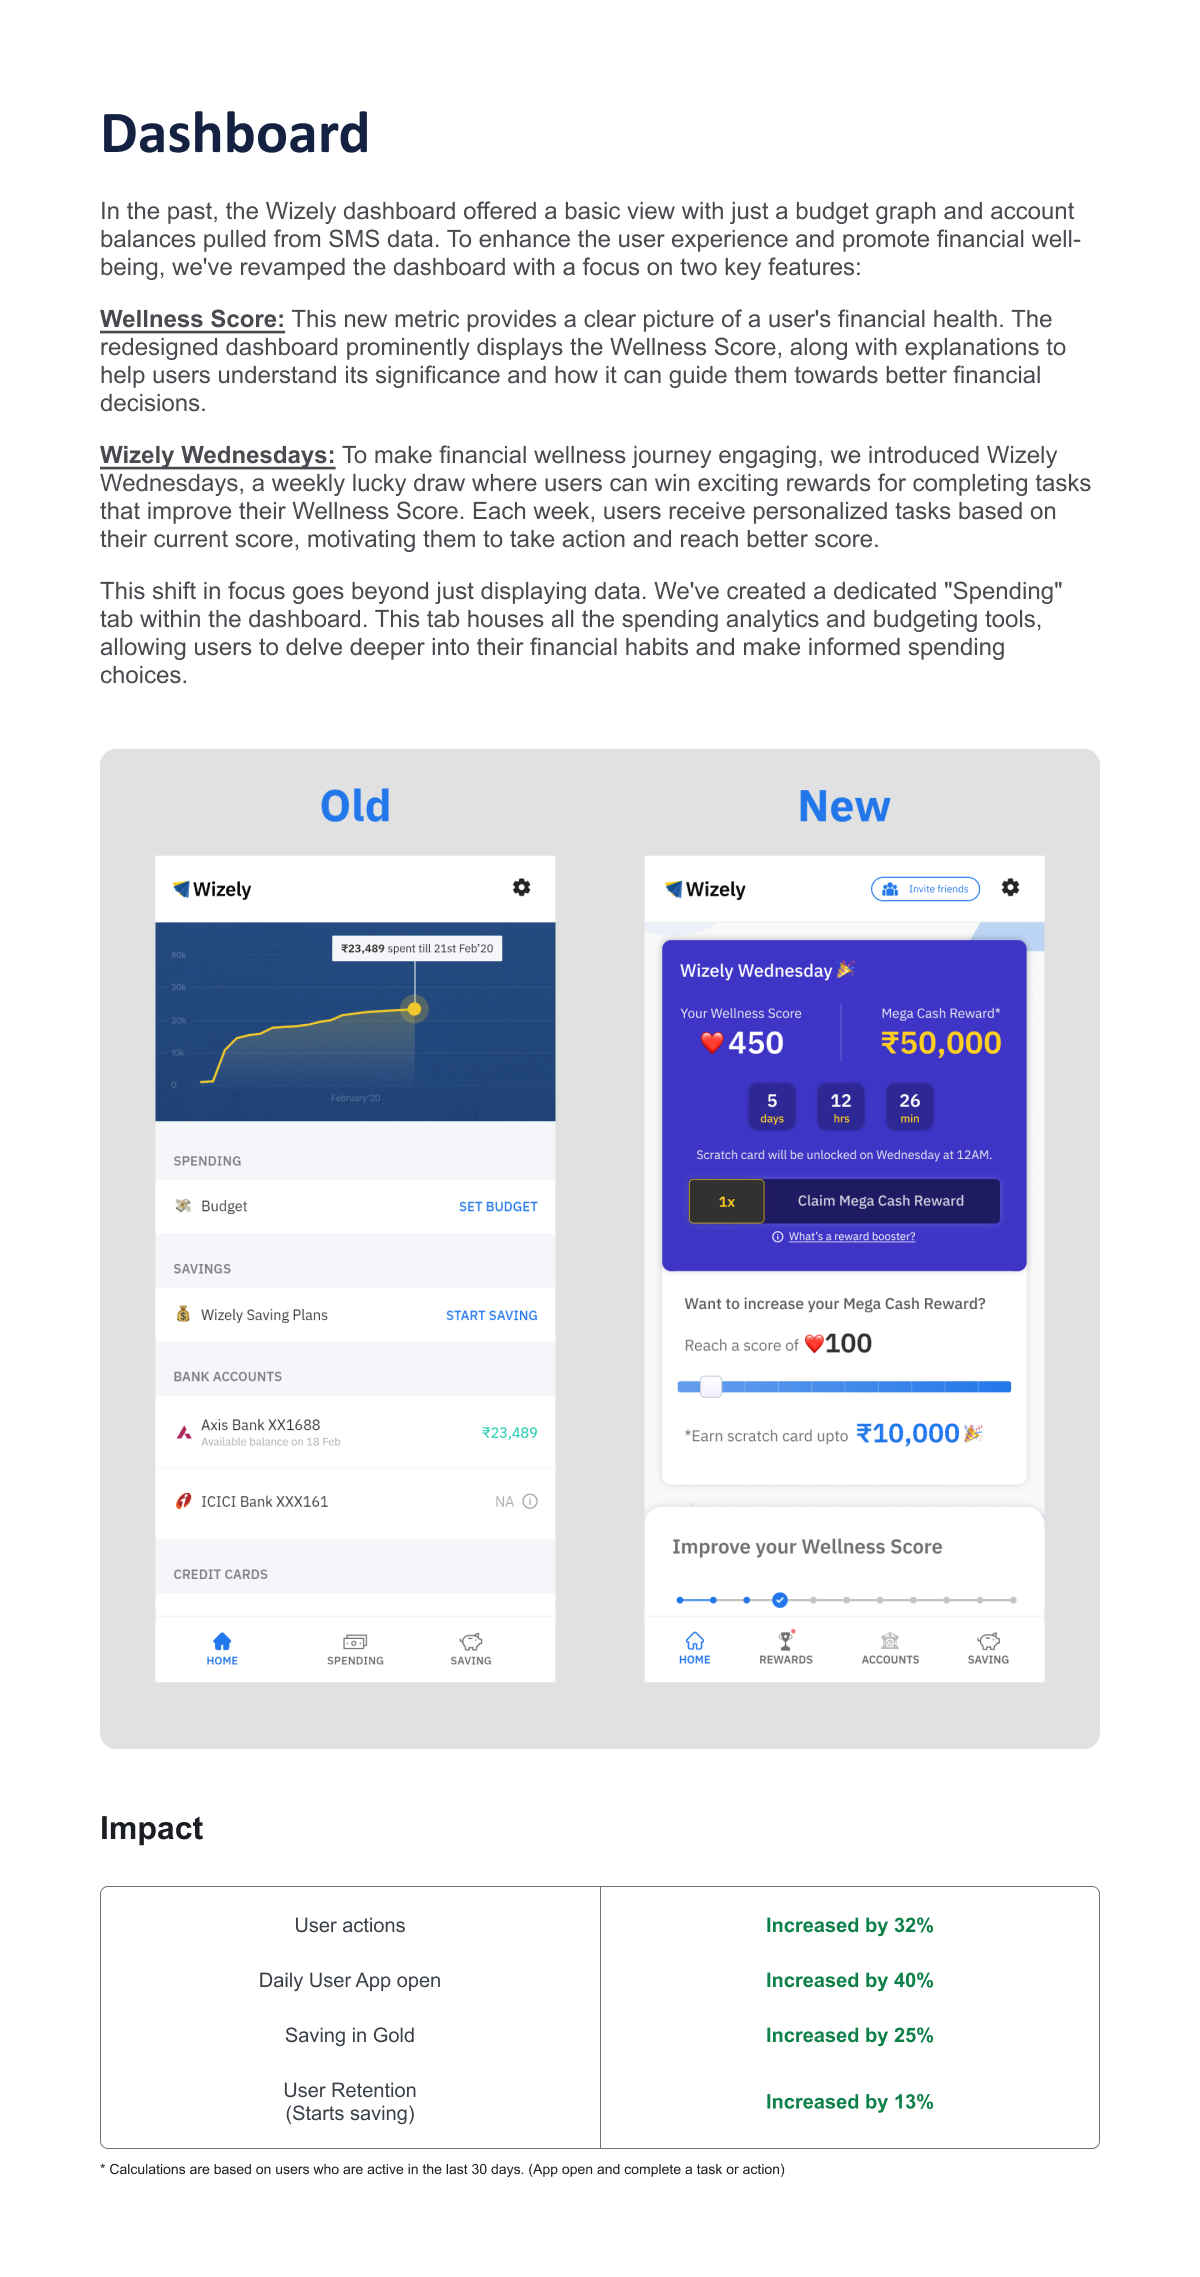 Dashboard
In the past, the Wizely dashboard offered a basic view with just a budget graph and account
balances pulled from SMS data. To enhance the user experience and promote financial well-
being, we've revamped the dashboard with a focus on two key features:
Wellness Score: This new metric provides a clear picture of a user's financial health. The
redesigned dashboard prominently displays the Wellness Score, along with explanations to
help users understand its significance and how it can guide them towards better financial
decisions.
Wizely Wednesdays: To make financial wellness journey engaging, we introduced Wizely
Wednesdays, a weekly lucky draw where users can win exciting rewards for completing tasks
that improve their Wellness Score. Each week, users receive personalized tasks based on
their current score, motivating them to take action and reach better score.
This shift in focus goes beyond just displaying data. We've created a dedicated "Spending"
tab within the dashboard. This tab houses all the spending analytics and budgeting tools,
allowing users to delve deeper into their financial habits and make informed spending
choices.
Old
Wizely
₹23,489 spent till 21st Feb'20
40k
30k
20k
10k
0
February'20
SPENDING
Budget SET BUDGET
SAVINGS
Wizely Saving Plans START SAVING
BANK ACCOUNTS
Axis Bank XX1688 ₹23,489
Available balance on 18 Feb
ICICI Bank XXX161 NA
CREDIT CARDS
HOME SPENDING SAVING
New
Wizely Invite friends
Wizely Wednesday 🎉
Your Wellness Score Mega Cash Reward*
❤️ 450 ₹50,000
5 12 26
days hrs min
Scratch card will be unlocked on Wednesday at 12AM.
1x Claim Mega Cash Reward
What's a reward booster?
Want to increase your Mega Cash Reward?
Reach a score of ❤️100
*Earn scratch card upto ₹10,000 🎉
Improve your Wellness Score
HOME REWARDS ACCOUNTS SAVING
Impact
User actions Increased by 32%
Daily User App open Increased by 40%
Saving in Gold Increased by 25%
User Retention
(Starts saving) Increased by 13%
* Calculations are based on users who are active in the last 30 days. (App open and complete a task or action)